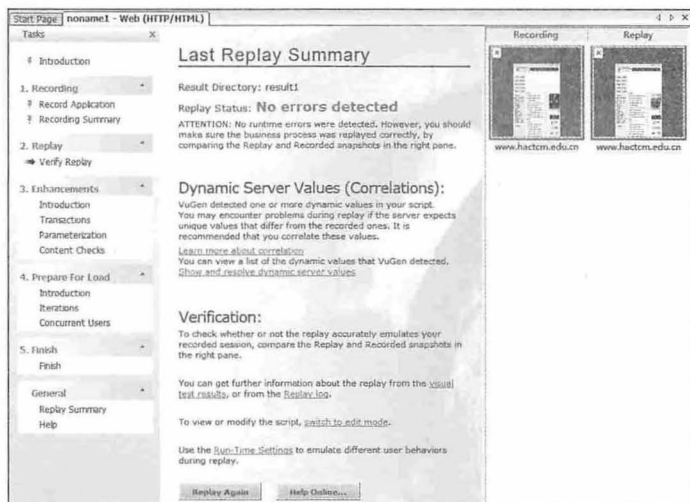 Start Page
noname1 - Web (HTTP/HTML)
Tasks
Introduction
1. Recording
Record Application
Recording Summary
2. Replay
Verify Replay
3. Enhancements
Introduction
Transactions
Parameterization
Content Checks
4. Prepare For Load
Introduction
Iterations
Concurrent Users
5. Finish
Finish
General
Replay Summary
Help
Last Replay Summary
Result Directory: result1
Replay Status: No errors detected
ATTENTION: No runtime errors were detected. However, you should
make sure the business process was replayed correctly, by
comparing the Replay and Recorded snapshots in the right pane.
Dynamic Server Values (Correlations):
VuGen detected one or more dynamic values in your script.
You may encounter problems during replay if the server expects
unique values that differ from the recorded ones. It is
recommended that you correlate these values.
Learn more about correlation
You can view a list of the dynamic values that VuGen detected.
Show and resolve dynamic server values
Verification:
To check whether or not the replay accurately emulates your
recorded session, compare the Replay and Recorded snapshots in
the right pane.
You can get further information about the replay from the visual
test results, or from the Replay log.
To view or modify the script, switch to edit mode.
Use the Run-Time Settings to emulate different user behaviors
during replay.
Replay Again
Help Online...
Recording
Replay
www.hactcm.edu.cn
www.hactcm.edu.cn